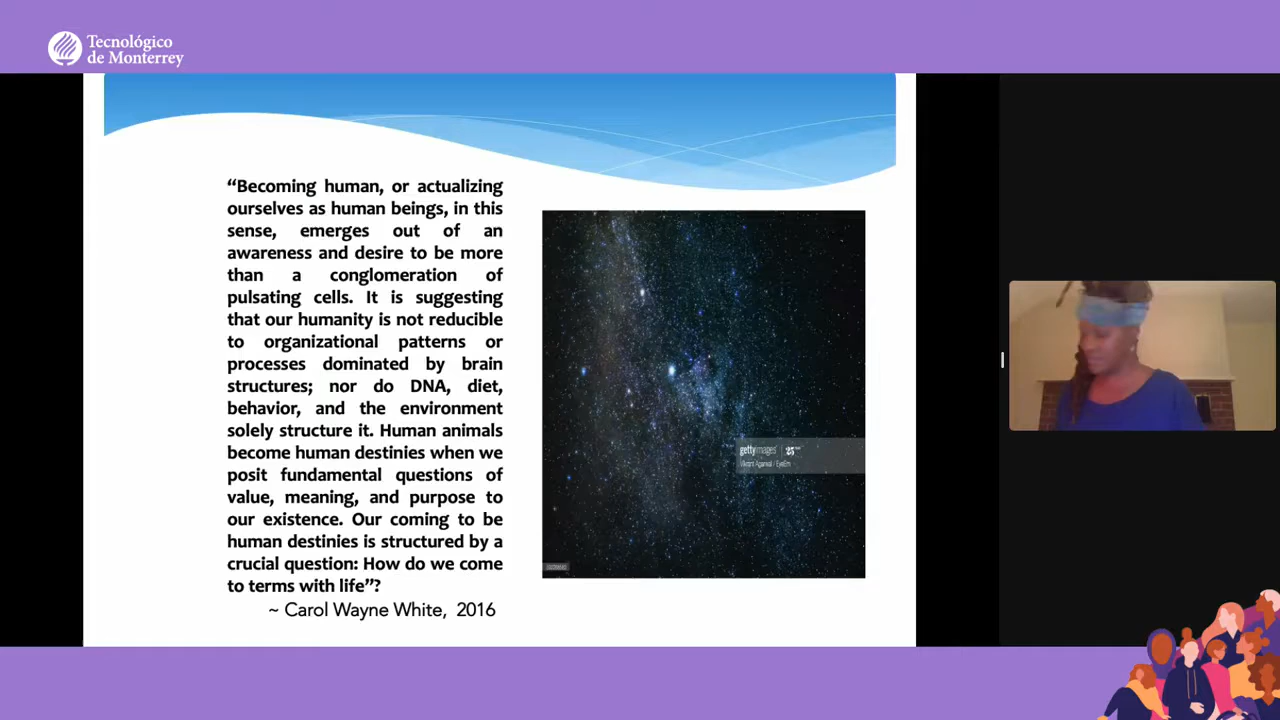 Tecnológico
de Monterrey
“Becoming human, or actualizing
ourselves as human beings, in this
sense, emerges out of an
awareness and desire to be more
than a conglomeration of
pulsating cells. It is suggesting
that our humanity is not reducible
to organizational patterns or
processes dominated by brain
structures; nor do DNA, diet,
behavior, and the environment
solely structure it. Human animals
become human destinies when we
posit fundamental questions of
value, meaning, and purpose to
our existence. Our coming to be
human destinies is structured by a
crucial question: How do we come
to terms with life”?
~ Carol Wayne White, 2016
gettyimages
Vikrant Agarwal / EyeEm